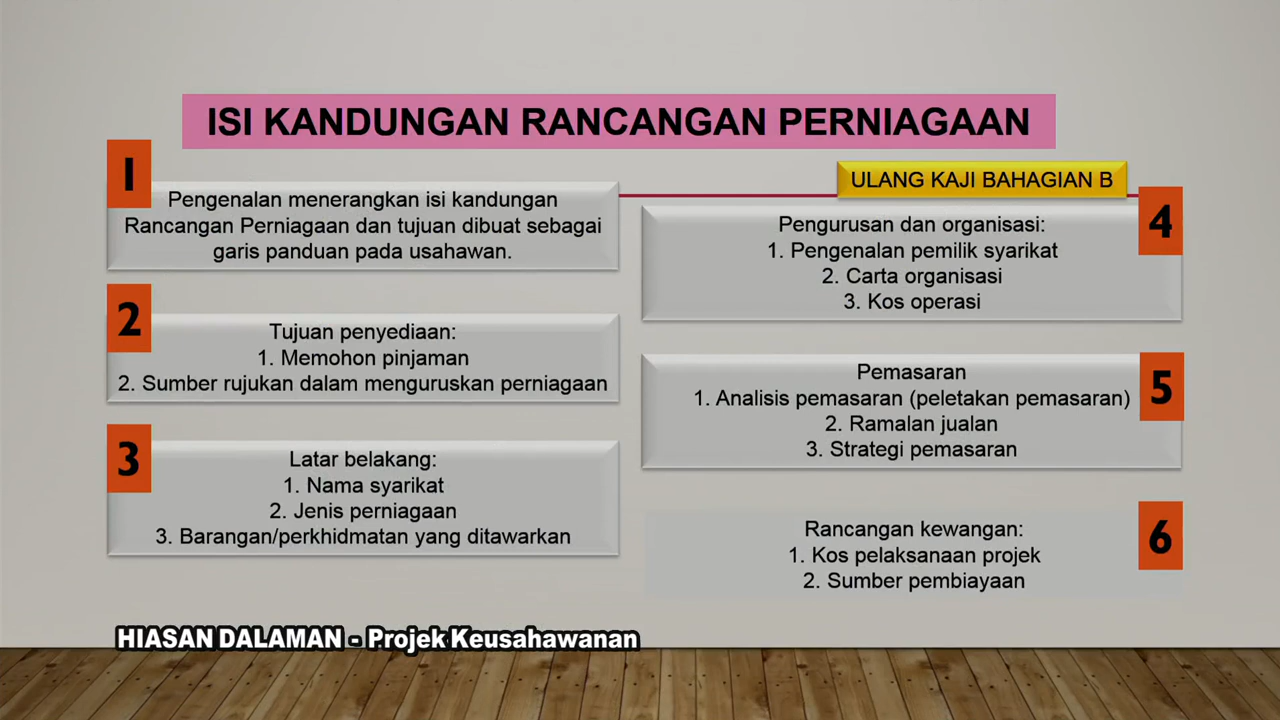 ISI KANDUNGAN RANCANGAN PERNIAGAAN
ULANG KAJI BAHAGIAN B
1
Pengenalan menerangkan isi kandungan
Rancangan Perniagaan dan tujuan dibuat sebagai
garis panduan pada usahawan.
2
Tujuan penyediaan:
1. Memohon pinjaman
2. Sumber rujukan dalam menguruskan perniagaan
3
Latar belakang:
1. Nama syarikat
2. Jenis perniagaan
3. Barangan/perkhidmatan yang ditawarkan
4
Pengurusan dan organisasi:
1. Pengenalan pemilik syarikat
2. Carta organisasi
3. Kos operasi
5
Pemasaran
1. Analisis pemasaran (peletakan pemasaran)
2. Ramalan jualan
3. Strategi pemasaran
6
Rancangan kewangan:
1. Kos pelaksanaan projek
2. Sumber pembiayaan
HIASAN DALAMAN - Projek Keusahawanan